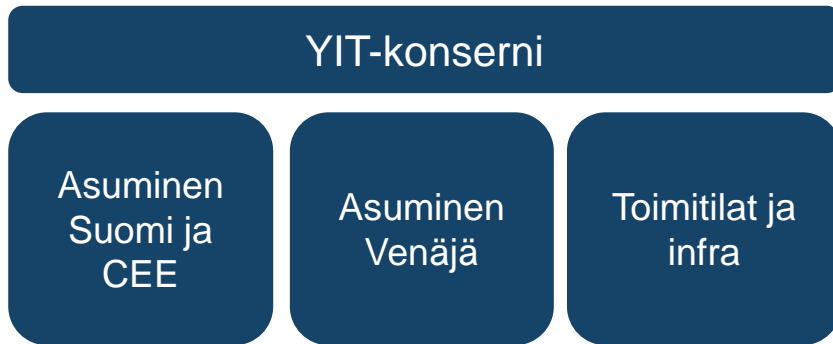 YIT-konserni
Asuminen
Suomi ja
CEE
Asuminen
Venäjä
Toimitilat ja
infra